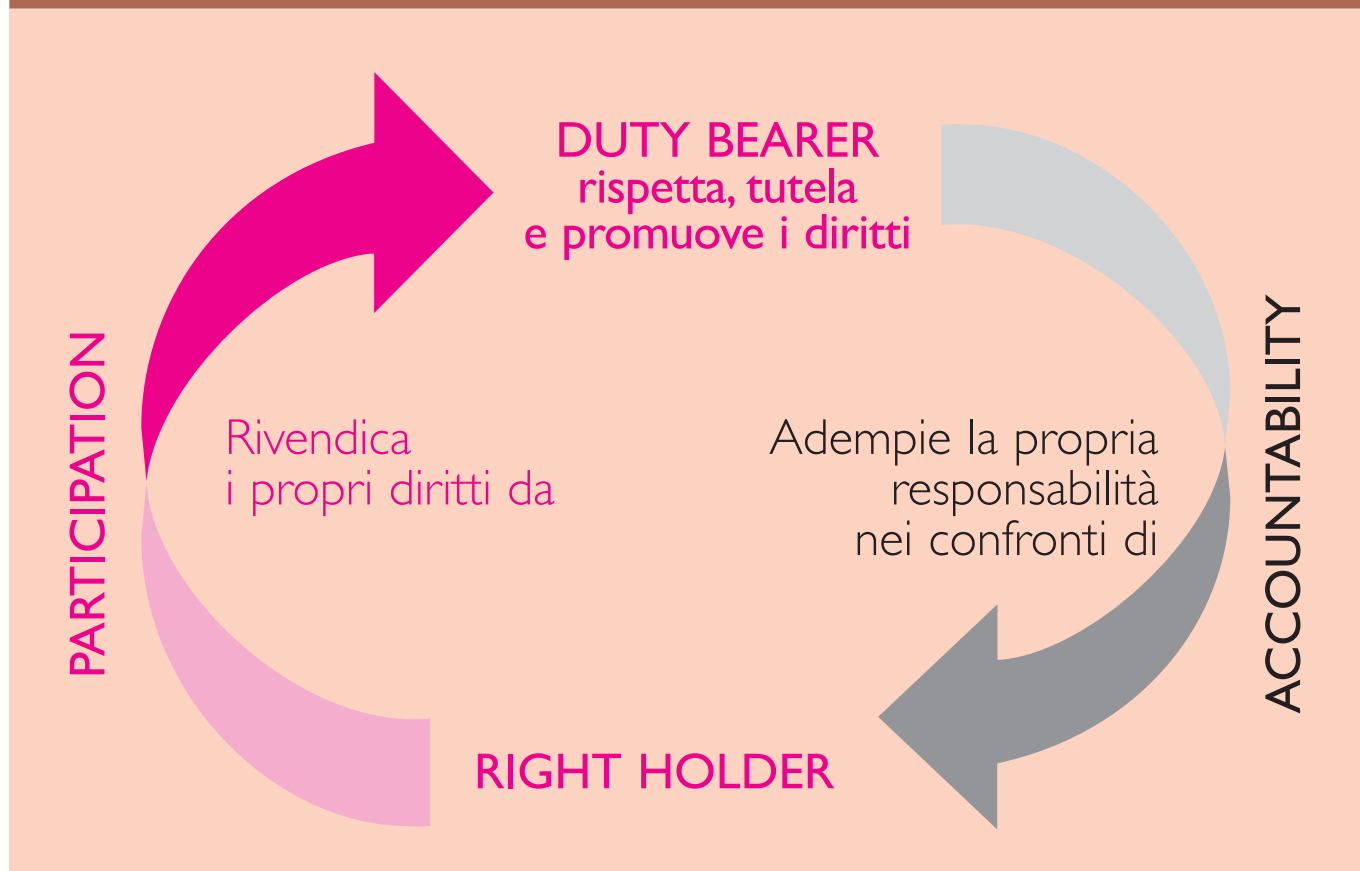 DUTY BEARER
rispetta, tutela
e promuove i diritti
PARTICIPATION
Rivendica
i propri diritti da
Adempie la propria
responsabilità
nei confronti di
ACCOUNTABILITY
RIGHT HOLDER